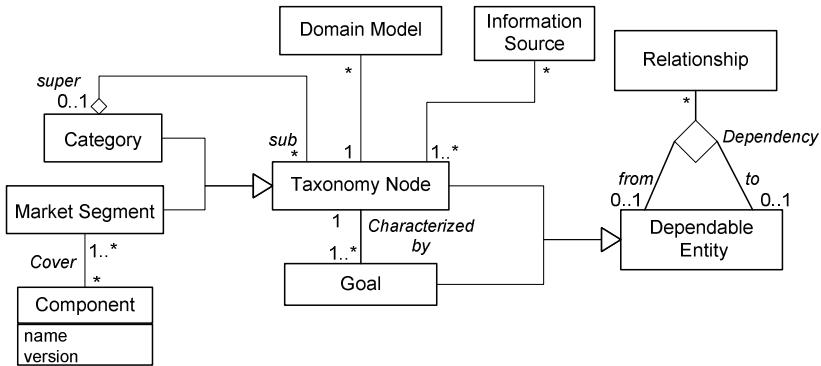 Domain Model
Information
Source
Relationship
super
0..1
*
*
*
Category
sub
*
1
1..*
Dependency
Taxonomy Node
from
to
0..1
0..1
Market Segment
1
Characterized
by
1..*
Dependable
Entity
1..*
Cover
*
Goal
Component
name
version